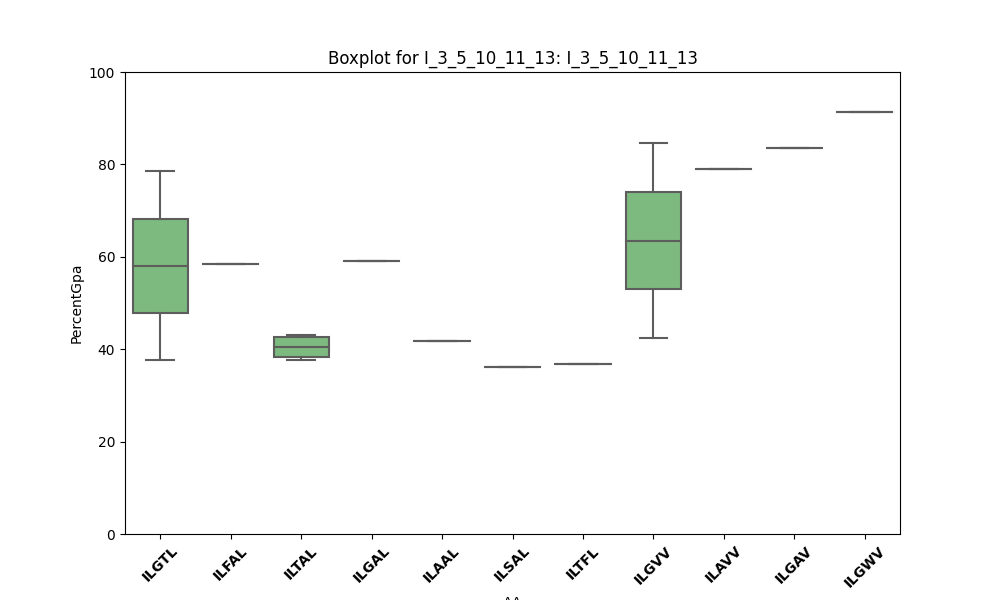 Boxplot for I_3_5_10_11_13: I_3_5_10_11_13
100
80
60
40
20
0
PercentGpa
ILGTL
ILFAL
ILTAL
ILGAL
ILAAL
ILSAL
ILTFL
ILGVV
ILAVV
ILGAV
ILGWV